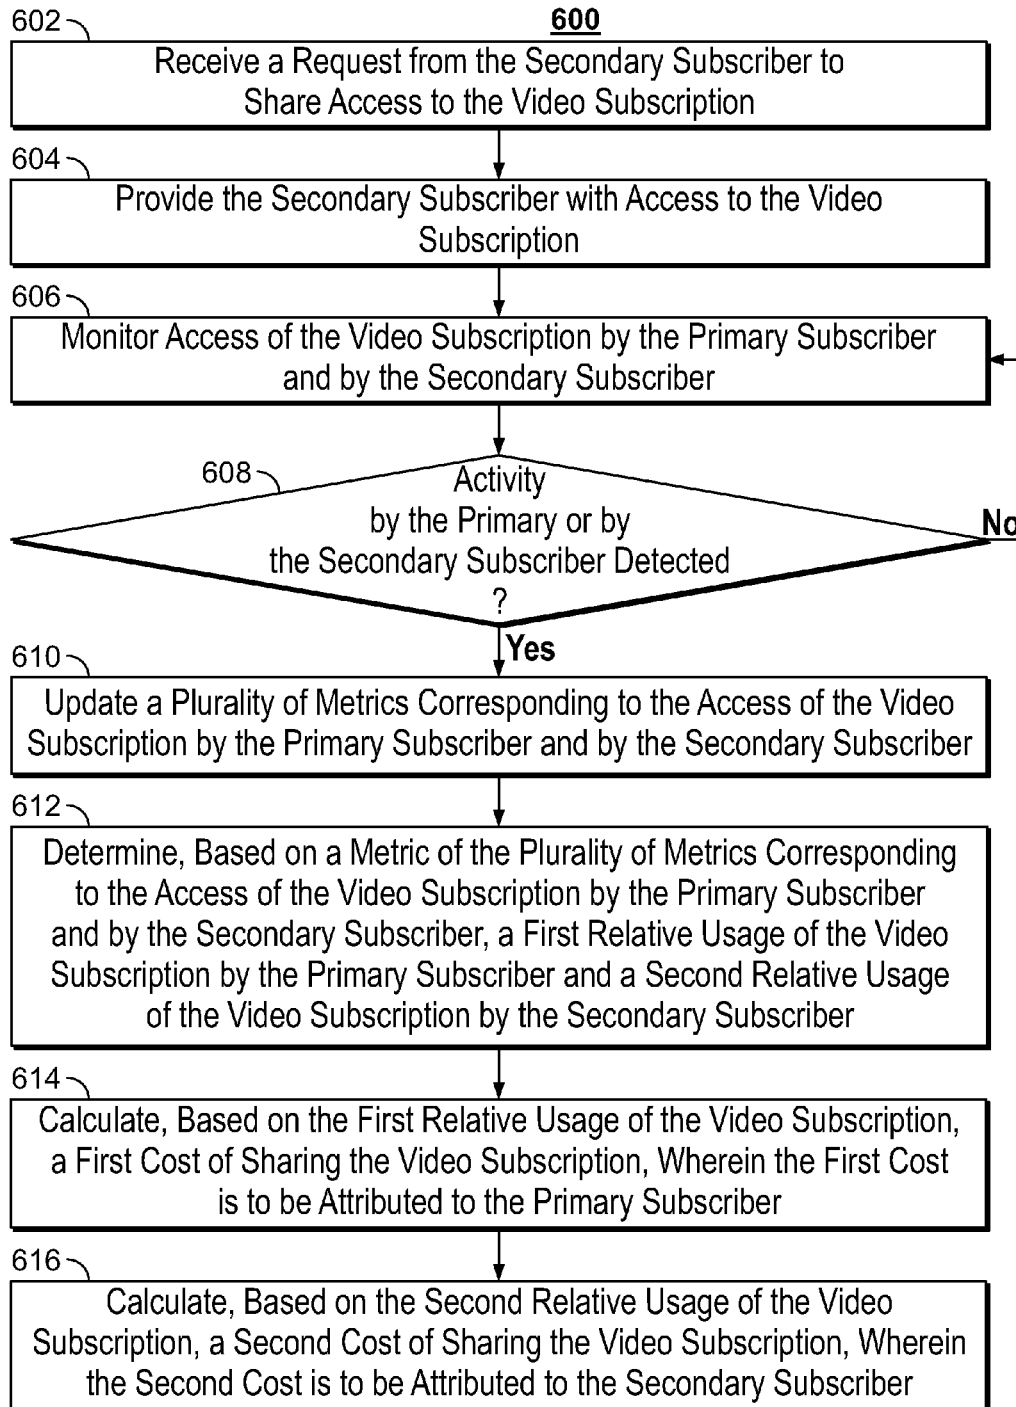 600
602
Receive a Request from the Secondary Subscriber to
Share Access to the Video Subscription
604
Provide the Secondary Subscriber with Access to the Video
Subscription
606
Monitor Access of the Video Subscription by the Primary Subscriber
and by the Secondary Subscriber
608
Activity
by the Primary or by
the Secondary Subscriber Detected
?
No
Yes
610
Update a Plurality of Metrics Corresponding to the Access of the Video
Subscription by the Primary Subscriber and by the Secondary Subscriber
612
Determine, Based on a Metric of the Plurality of Metrics Corresponding
to the Access of the Video Subscription by the Primary Subscriber
and by the Secondary Subscriber, a First Relative Usage of the Video
Subscription by the Primary Subscriber and a Second Relative Usage
of the Video Subscription by the Secondary Subscriber
614
Calculate, Based on the First Relative Usage of the Video Subscription,
a First Cost of Sharing the Video Subscription, Wherein the First Cost
is to be Attributed to the Primary Subscriber
616
Calculate, Based on the Second Relative Usage of the Video
Subscription, a Second Cost of Sharing the Video Subscription, Wherein
the Second Cost is to be Attributed to the Secondary Subscriber